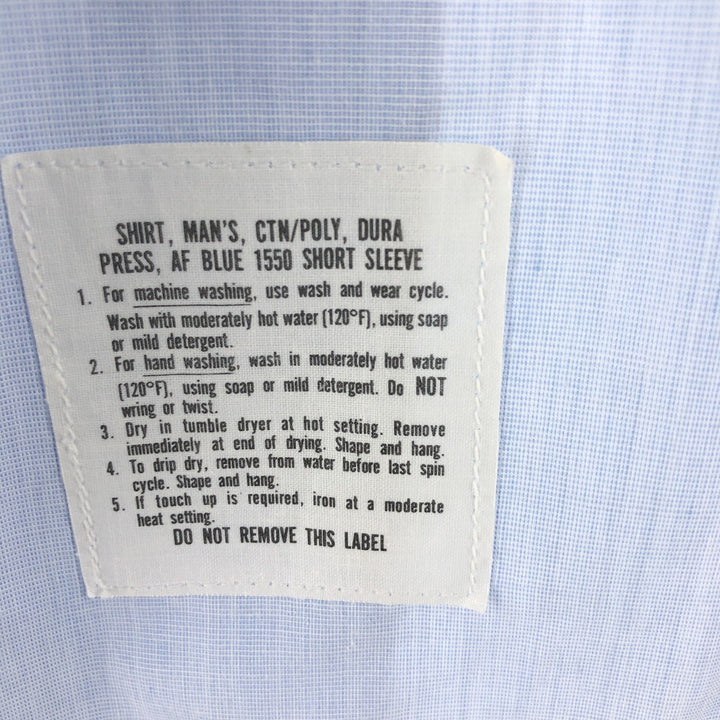 SHIRT, MAN'S, CTN/POLY, DURA
PRESS, AF BLUE 1550 SHORT SLEEVE
1. For machine washing, use wash and wear cycle.
Wash with moderately hot water (120°F), using soap
or mild detergent.
2. For hand washing, wash in moderately hot water
(120°F), using soap or mild detergent. Do NOT
wring or twist.
3. Dry in tumble dryer at hot setting. Remove
immediately at end of drying. Shape and hang.
4. To drip dry, remove from water before last spin
cycle. Shape and hang.
5. If touch up is required, iron at a moderate
heat setting.
DO NOT REMOVE THIS LABEL